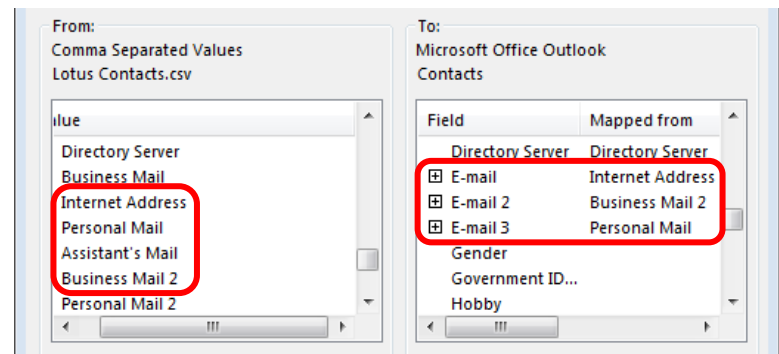 From:
Comma Separated Values
Lotus Contacts.csv
alue
Directory Server
Business Mail
Internet Address
Personal Mail
Assistant's Mail
Business Mail 2
Personal Mail 2
To:
Microsoft Office Outlook
Contacts
Field Mapped from
Directory Server Directory Server
E-mail Internet Address
E-mail 2 Business Mail 2
E-mail 3 Personal Mail
Gender
Government ID...
Hobby